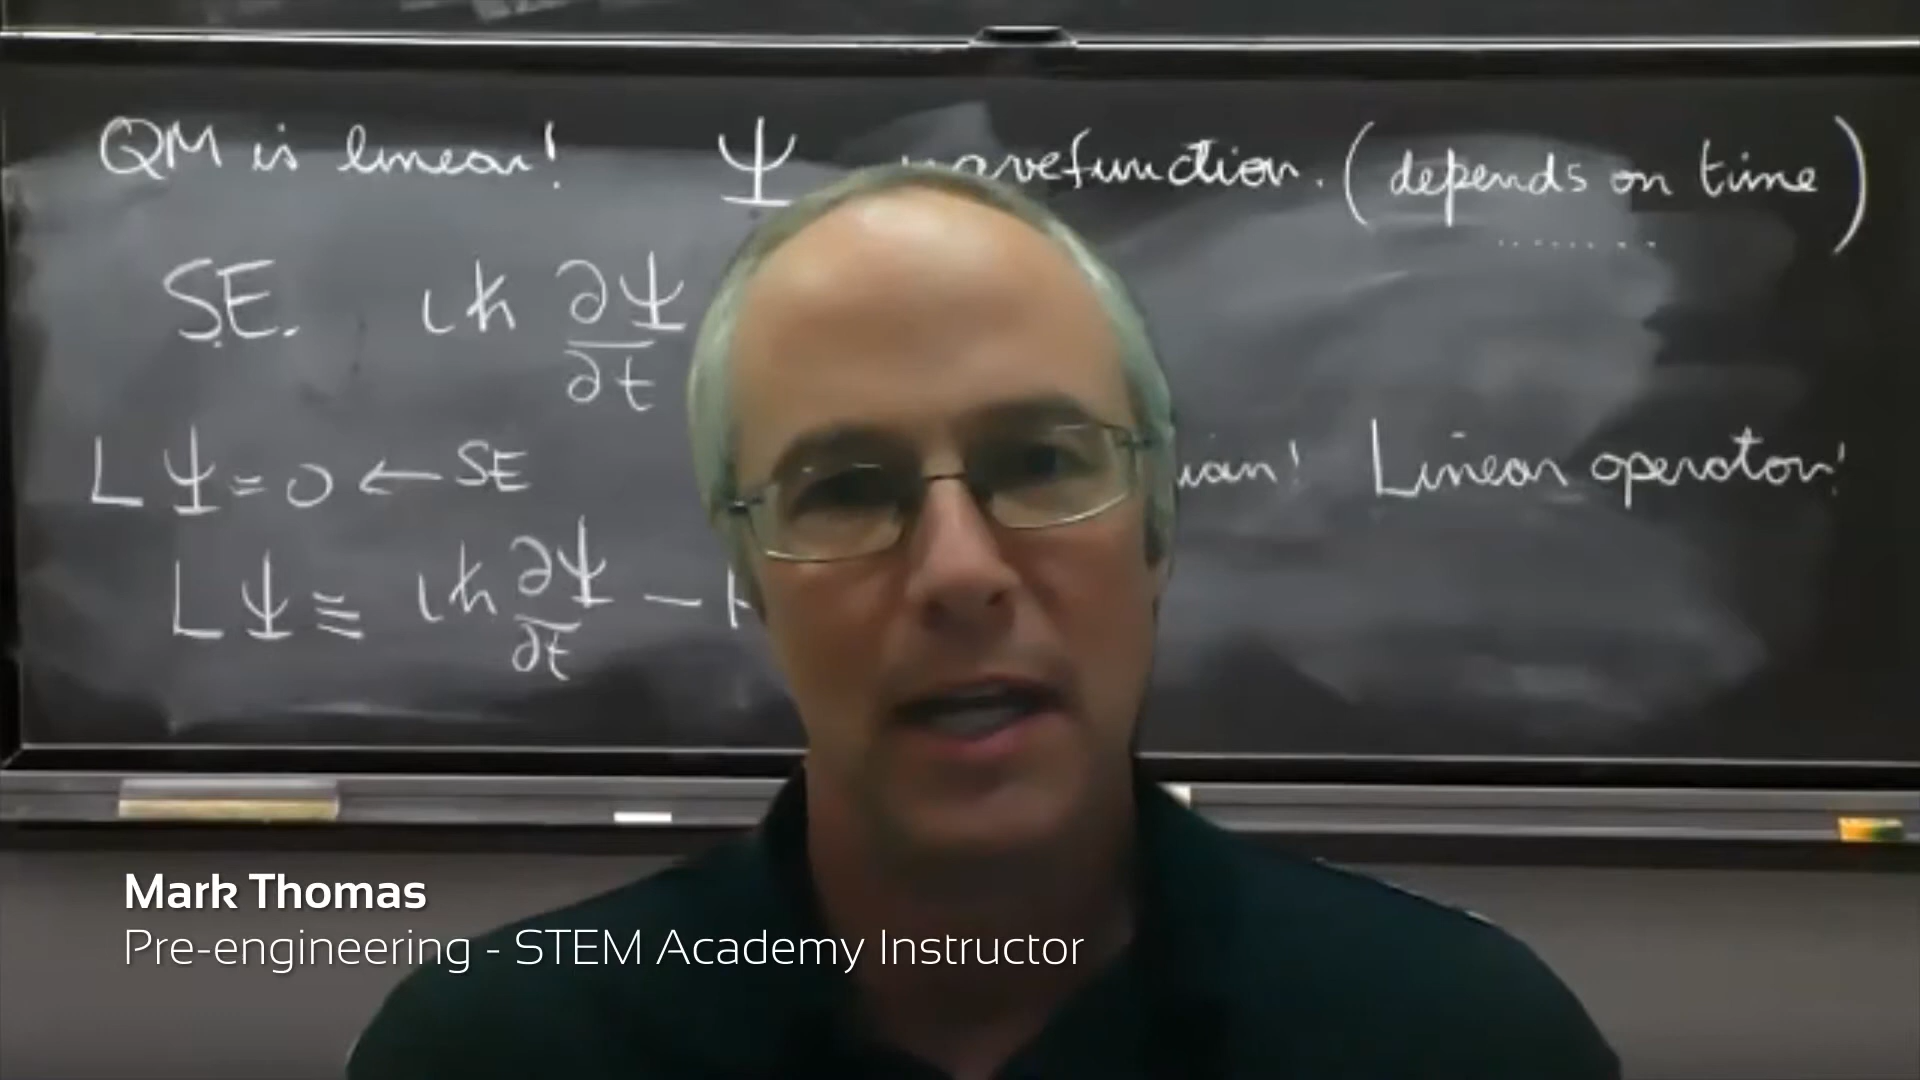 QM is linear! Ψ wavefunction. (depends on time)
SE. iħ ∂Ψ/∂t
LΨ = 0 ← SE ian! Linear operator!
LΨ ≡ iħ ∂Ψ/∂t –
Mark Thomas
Pre-engineering - STEM Academy Instructor